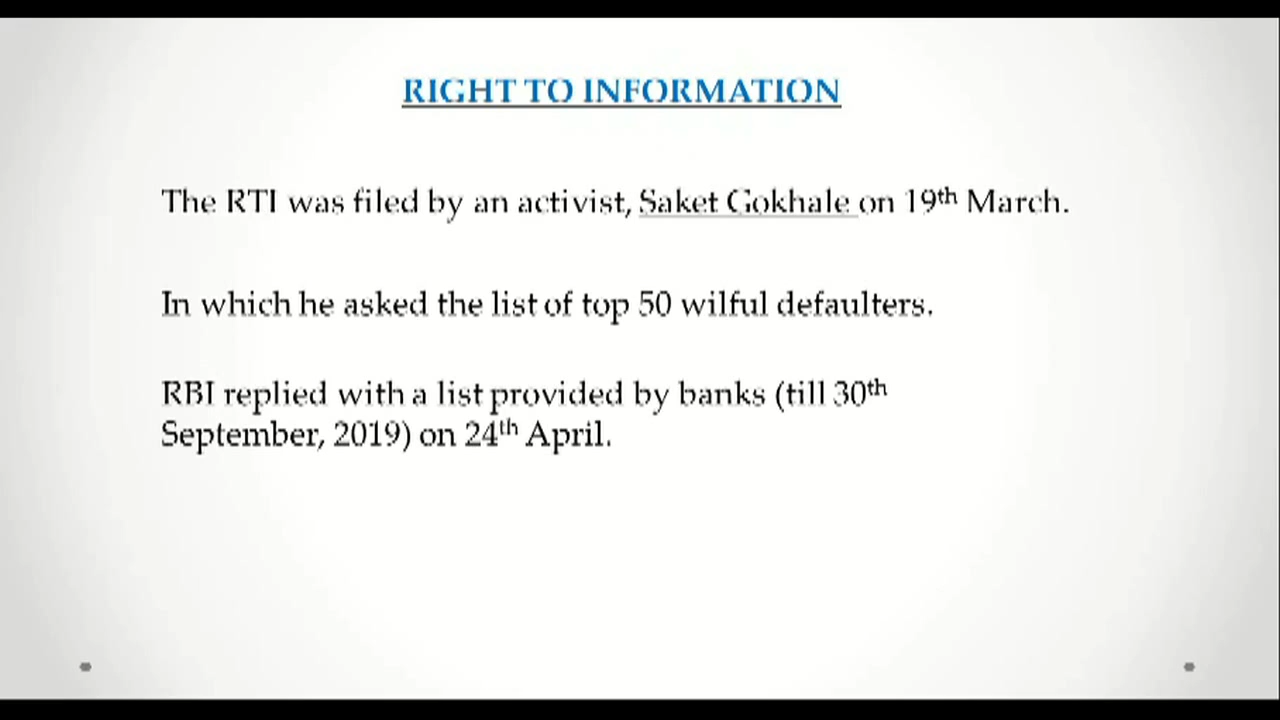 RIGHT TO INFORMATION
The RTI was filed by an activist, Saket Gokhale on 19th March.
In which he asked the list of top 50 wilful defaulters.
RBI replied with a list provided by banks (till 30th
September, 2019) on 24th April.